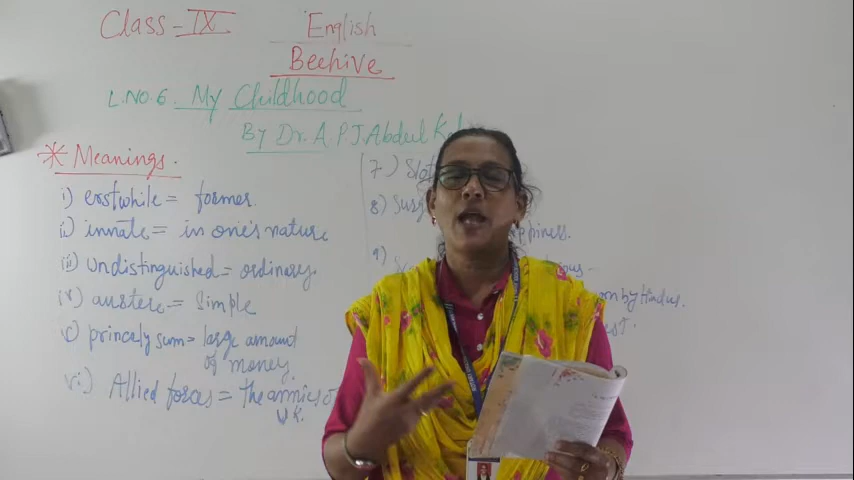 Class - IX
English
Beehive
L.NO.6. My Childhood
By Dr. A. P J. Abdul
* Meanings.
i) erstwhile = former.
ii) innate = in one's nature
iii) undistinguished = ordinary.
iv) austere = Simple
v) princely sum = large amount
of money.
vi) Allied forces = The armies of
U K.
7)
8)
9)
by Hindus.